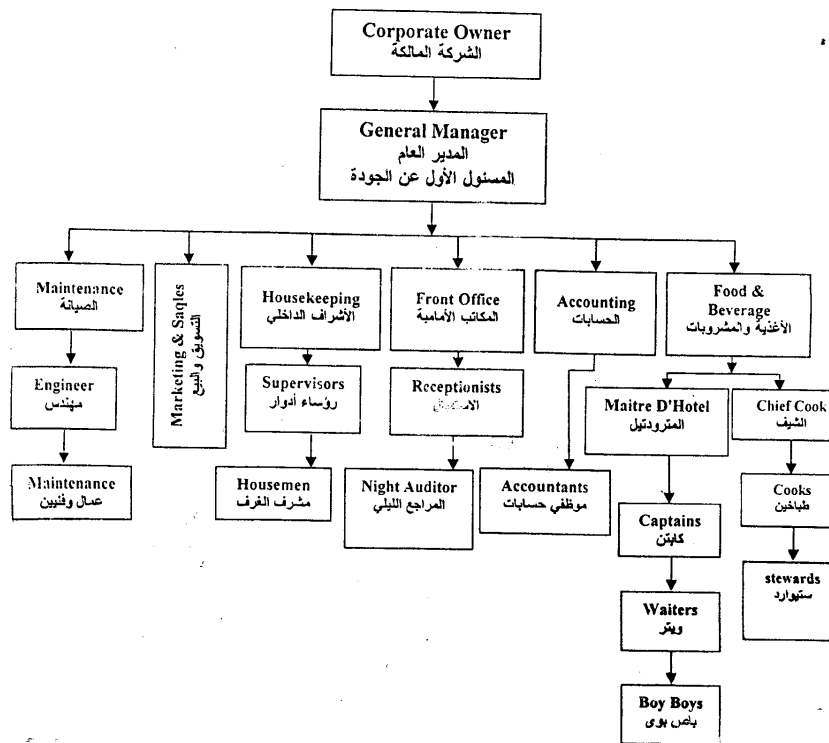 Corporate Owner
الشركة المالكة
General Manager
المدير العام
المسئول الأول عن الجودة
Maintenance
الصيانة
Marketing & Saqles
التسويق والبيع
Housekeeping
الأشراف الداخلي
Front Office
المكاتب الأمامية
Accounting
الحسابات
Food &
Beverage
الأغذية والمشروبات
Engineer
مهندس
Supervisors
رؤساء أدوار
Receptionists
Maitre D'Hotel
المترودتيل
Chief Cook
الشيف
Maintenance
عمال وفنيين
Housemen
مشرف الغرف
Night Auditor
المراجع الليلي
Accountants
موظفي حسابات
Captains
كابتن
Cooks
طباخين
Waiters
ويتر
stewards
ستيوارد
Boy Boys
باص بوى